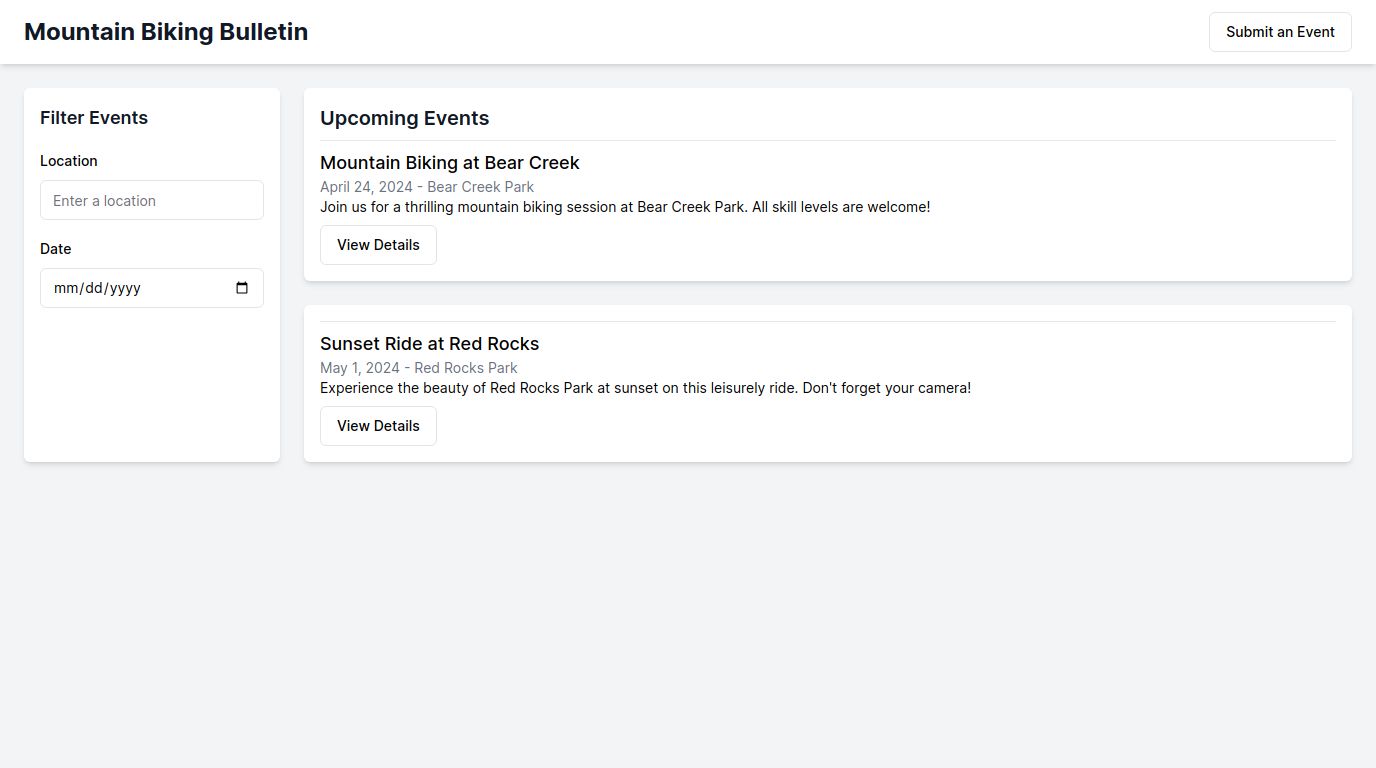 Mountain Biking Bulletin
Submit an Event
Filter Events
Location
Enter a location
Date
mm/dd/yyyy
Upcoming Events
Mountain Biking at Bear Creek
April 24, 2024 - Bear Creek Park
Join us for a thrilling mountain biking session at Bear Creek Park. All skill levels are welcome!
View Details
Sunset Ride at Red Rocks
May 1, 2024 - Red Rocks Park
Experience the beauty of Red Rocks Park at sunset on this leisurely ride. Don't forget your camera!
View Details